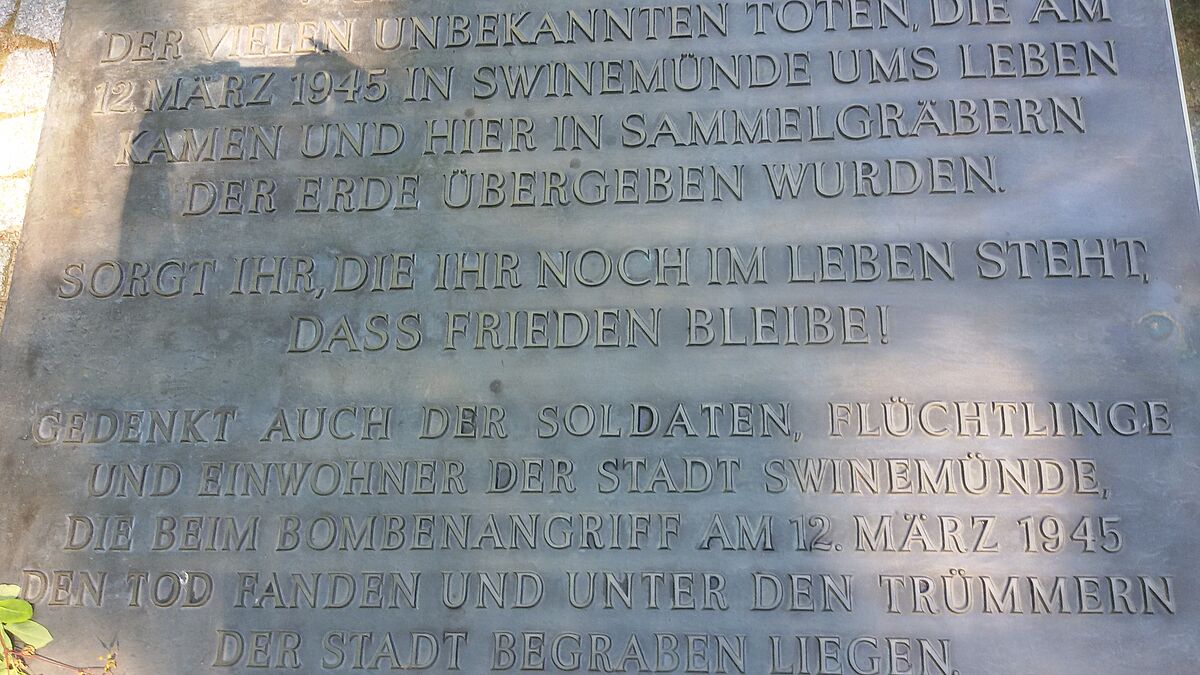 DER VIELEN UNBEKANNTEN TOTEN, DIE AM
12. MÄRZ 1945 IN SWINEMÜNDE UMS LEBEN
KAMEN UND HIER IN SAMMELGRÄBERN
DER ERDE ÜBERGEBEN WURDEN.
SORGT IHR, DIE IHR NOCH IM LEBEN STEHT,
DASS FRIEDEN BLEIBE!
GEDENKT AUCH DER SOLDATEN, FLÜCHTLINGE
UND EINWOHNER DER STADT SWINEMÜNDE,
DIE BEIM BOMBENANGRIFF AM 12. MÄRZ 1945
DEN TOD FANDEN UND UNTER DEN TRÜMMERN
DER STADT BEGRABEN LIEGEN.